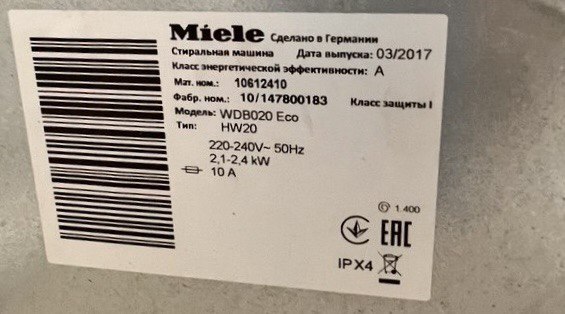 Miele Сделано в Германии
Стиральная машина Дата выпуска: 03/2017
Класс энергетической эффективности: A
Мат. ном.: 10612410
Фабр. ном.: 10/147800183 Класс защиты I
Модель: WDB020 Eco
Тип: HW20
220-240V~ 50Hz
2,1-2,4 kW
10 A
1.400
EAC
IPX4